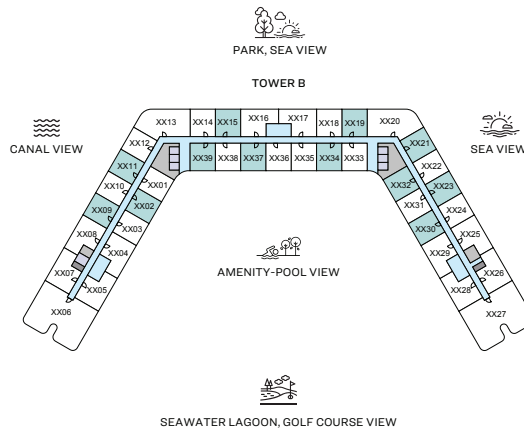 PARK, SEA VIEW
TOWER B
CANAL VIEW
SEA VIEW
XX13
XX14
XX15
XX16
XX17
XX18
XX19
XX20
XX12
XX11
XX10
XX09
XX08
XX07
XX06
XX01
XX02
XX03
XX04
XX05
XX39
XX38
XX37
XX36
XX35
XX34
XX33
XX21
XX22
XX23
XX24
XX25
XX26
XX27
XX32
XX31
XX30
XX29
XX28
AMENITY-POOL VIEW
SEAWATER LAGOON, GOLF COURSE VIEW